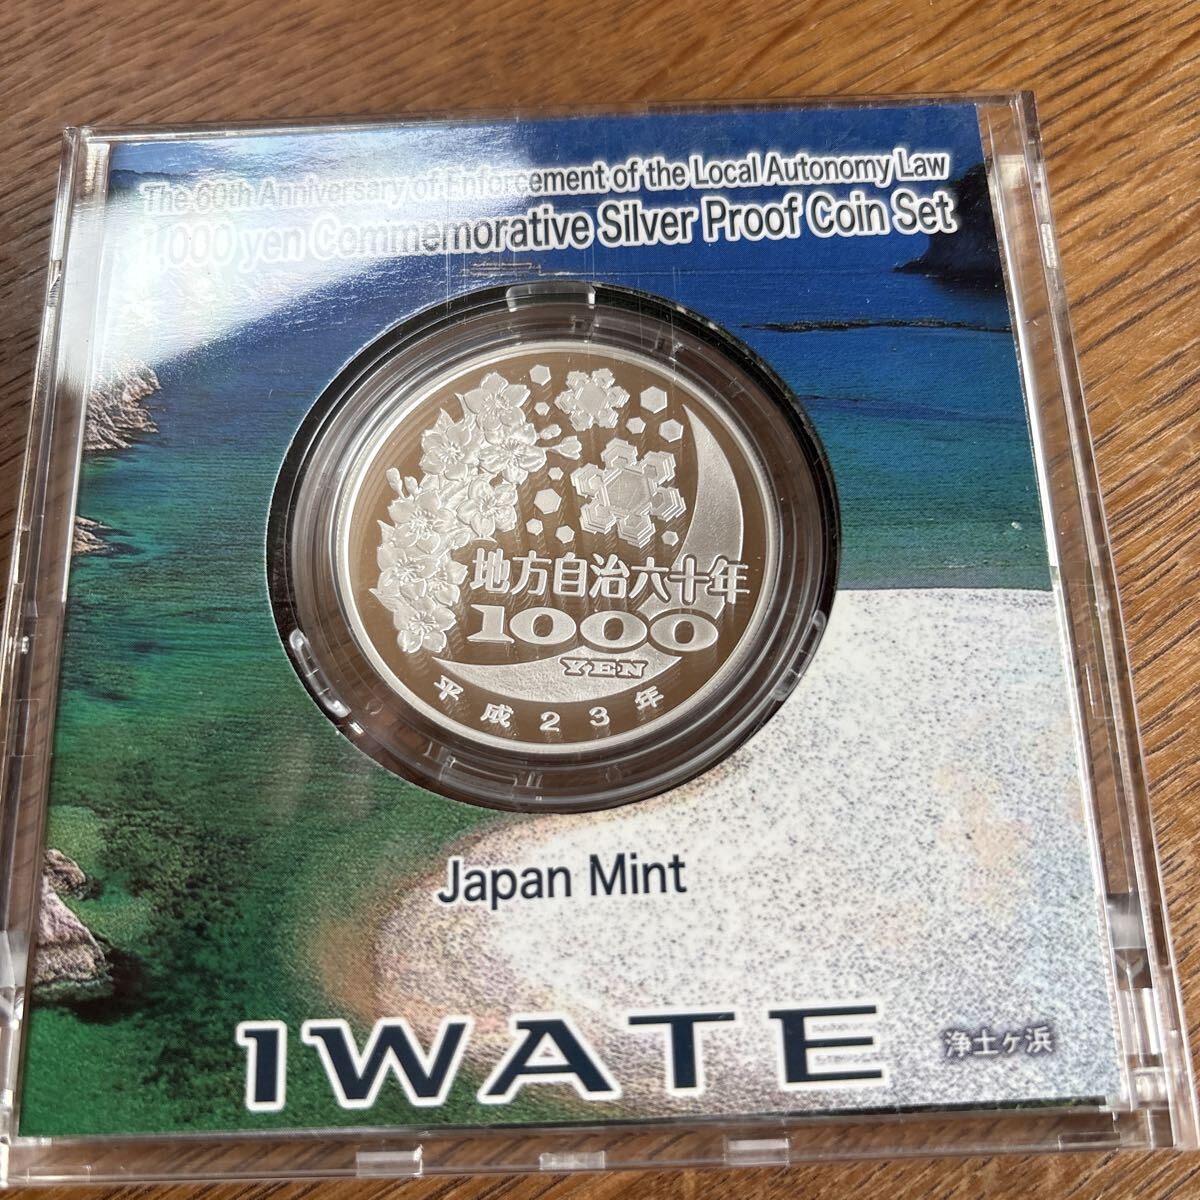 The 60th Anniversary of Enforcement of the Local Autonomy Law
1,000 yen Commemorative Silver Proof Coin Set
地方自治六十年
1000
YEN
平成23年
Japan Mint
IWATE
浄土ヶ浜